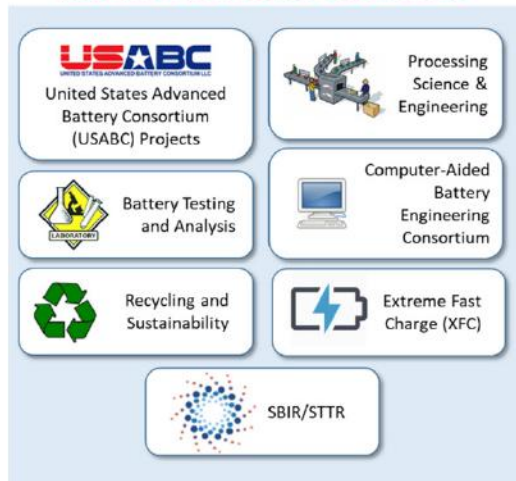 USABC
UNITED STATES ADVANCED BATTERY CONSORTIUM LLC
United States Advanced
Battery Consortium
(USABC) Projects
Processing
Science &
Engineering
LABORATORY
Battery Testing
and Analysis
Computer-Aided
Battery
Engineering
Consortium
Recycling and
Sustainability
Extreme Fast
Charge (XFC)
SBIR/STTR